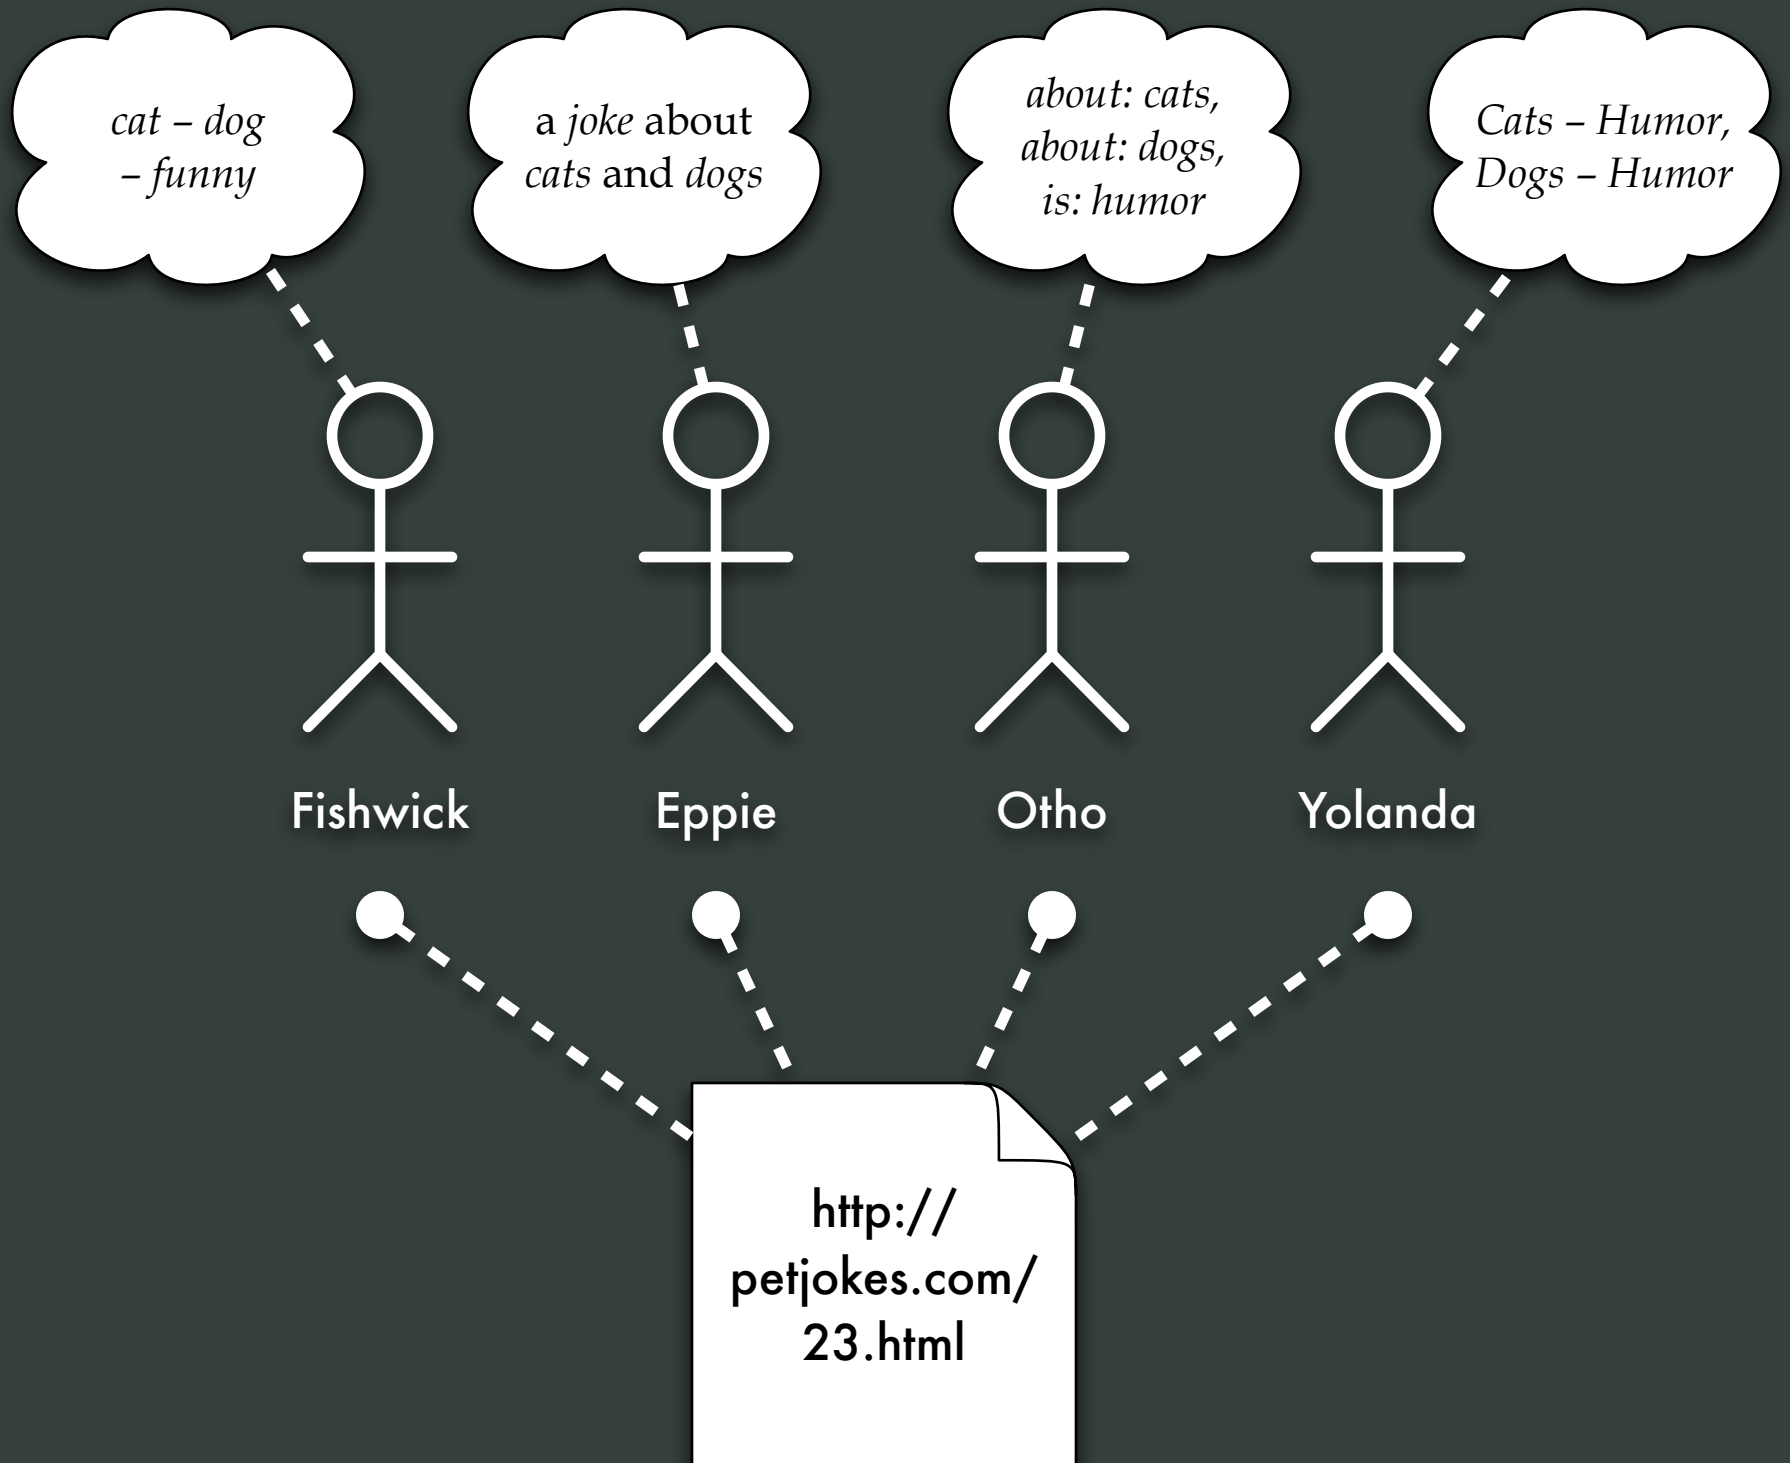 cat – dog
– funny
a joke about
cats and dogs
about: cats,
about: dogs,
is: humor
Cats – Humor,
Dogs – Humor
Fishwick
Eppie
Otho
Yolanda
http://
petjokes.com/
23.html